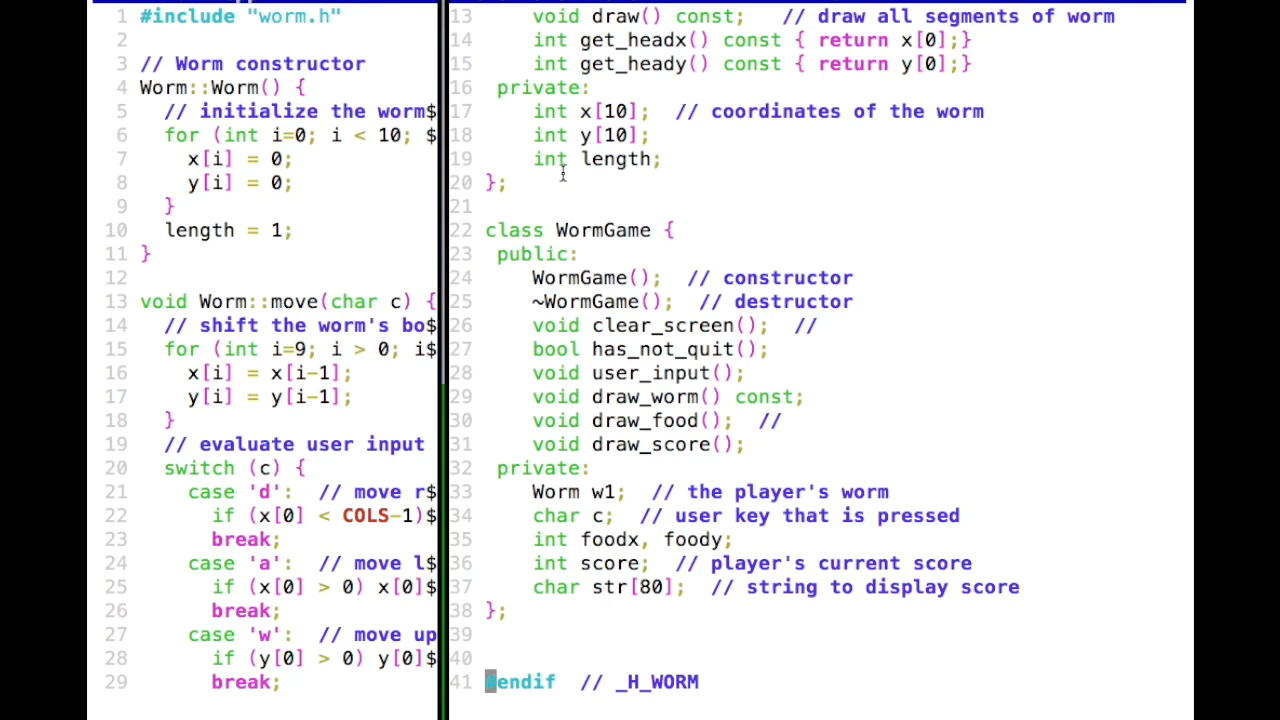 1 #include "worm.h"
2
3 // Worm constructor
4 Worm::Worm() {
5 // initialize the worm$
6 for (int i=0; i < 10; $
7 x[i] = 0;
8 y[i] = 0;
9 }
10 length = 1;
11 }
12
13 void Worm::move(char c) {
14 // shift the worm's bo$
15 for (int i=9; i > 0; i$
16 x[i] = x[i-1];
17 y[i] = y[i-1];
18 }
19 // evaluate user input
20 switch (c) {
21 case 'd': // move r$
22 if (x[0] < COLS-1)$
23 break;
24 case 'a': // move l$
25 if (x[0] > 0) x[0]$
26 break;
27 case 'w': // move up
28 if (y[0] > 0) y[0]$
29 break;
13 void draw() const; // draw all segments of worm
14 int get_headx() const { return x[0];}
15 int get_heady() const { return y[0];}
16 private:
17 int x[10]; // coordinates of the worm
18 int y[10];
19 int length;
20 };
21
22 class WormGame {
23 public:
24 WormGame(); // constructor
25 ~WormGame(); // destructor
26 void clear_screen(); //
27 bool has_not_quit();
28 void user_input();
29 void draw_worm() const;
30 void draw_food(); //
31 void draw_score();
32 private:
33 Worm w1; // the player's worm
34 char c; // user key that is pressed
35 int foodx, foody;
36 int score; // player's current score
37 char str[80]; // string to display score
38 };
39
40
41 #endif // _H_WORM